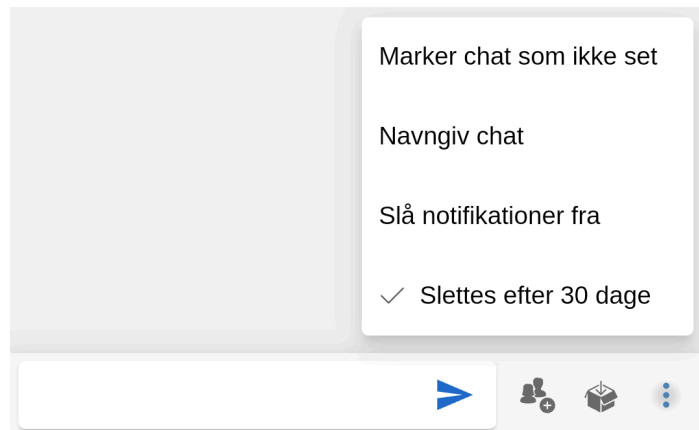 Marker chat som ikke set
Navngiv chat
Slå notifikationer fra
Slettes efter 30 dage